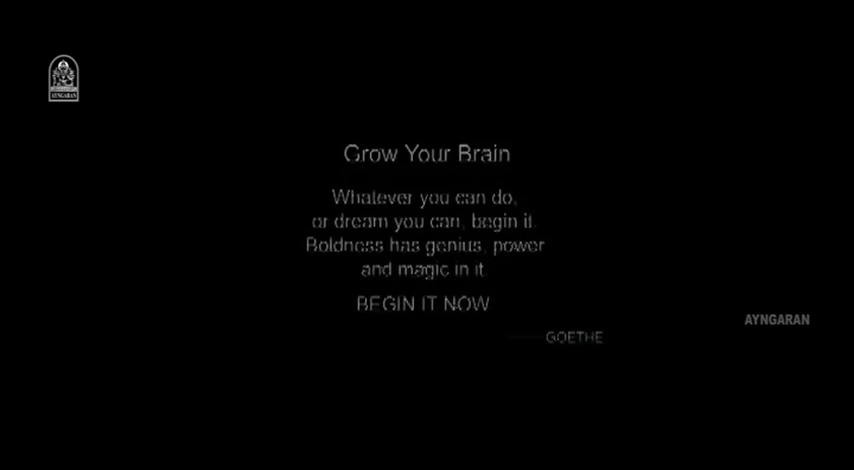 AYNGARAN
Grow Your Brain
Whatever you can do,
or dream you can, begin it.
Boldness has genius, power
and magic in it.
BEGIN IT NOW
AYNGARAN
GOETHE